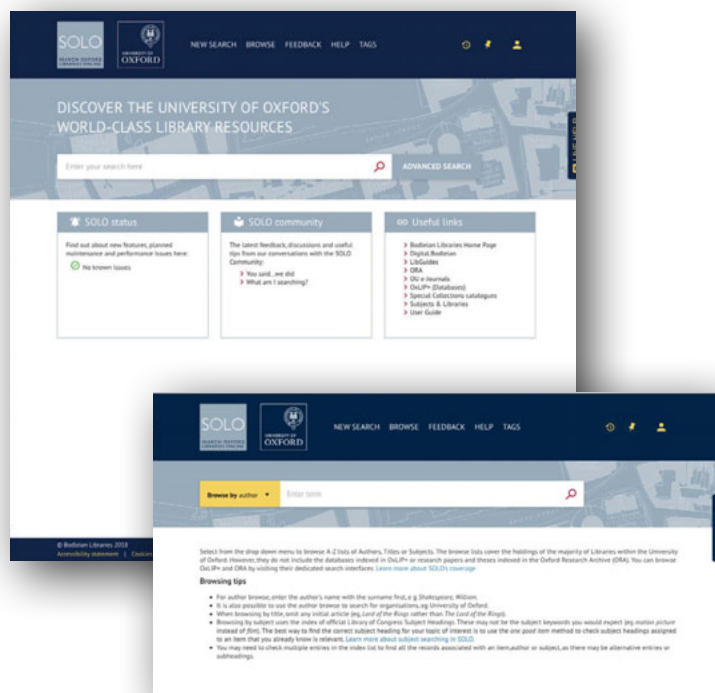 SOLO
SEARCH OXFORD
LIBRARIES ONLINE
UNIVERSITY OF
OXFORD
NEW SEARCH BROWSE FEEDBACK HELP TAGS
DISCOVER THE UNIVERSITY OF OXFORD'S
WORLD-CLASS LIBRARY RESOURCES
Enter your search here
ADVANCED SEARCH
SOLO status
Find out about new features, planned
maintenance and performance issues here:
No known issues
SOLO community
The latest feedback, discussions and useful
tips from our conversations with the SOLO
Community:
You said...we did
What am I searching?
Useful links
Bodleian Libraries Home Page
Digital.Bodleian
LibGuides
ORA
OU e-Journals
OxLIP+ (Databases)
Special Collections catalogues
Subjects & Libraries
User Guide
© Bodleian Libraries 2018
Accessibility statement | Cookies
SOLO
SEARCH OXFORD
LIBRARIES ONLINE
UNIVERSITY OF
OXFORD
NEW SEARCH BROWSE FEEDBACK HELP TAGS
Browse by author
Enter term
Select from the drop down menu to browse A-Z lists of Authors, Titles or Subjects. The browse lists cover the holdings of the majority of Libraries within the University
of Oxford. However, they do not include the databases indexed in OxLIP+ or research papers and theses indexed in the Oxford Research Archive (ORA). You can browse
OxLIP+ and ORA by visiting their dedicated search interfaces. Learn more about SOLO's coverage
Browsing tips
For author browse, enter the author's name with the surname first, e.g Shakespeare, William.
It is also possible to use the author browse to search for organisations, eg University of Oxford.
When browsing by title, omit any initial article (eg, Lord of the Rings rather than The Lord of the Rings).
Browsing by subject uses the index of official Library of Congress Subject Headings. These may not be the subject keywords you would expect (eg motion picture
instead of film). The best way to find the correct subject heading for your topic of interest is to use the one good item method to check subject headings assigned
to an item that you already know is relevant. Learn more about subject searching in SOLO.
You may need to check multiple entries in the index list to find all the records associated with an item,author or subject, as there may be alternative entries or
subheadings.